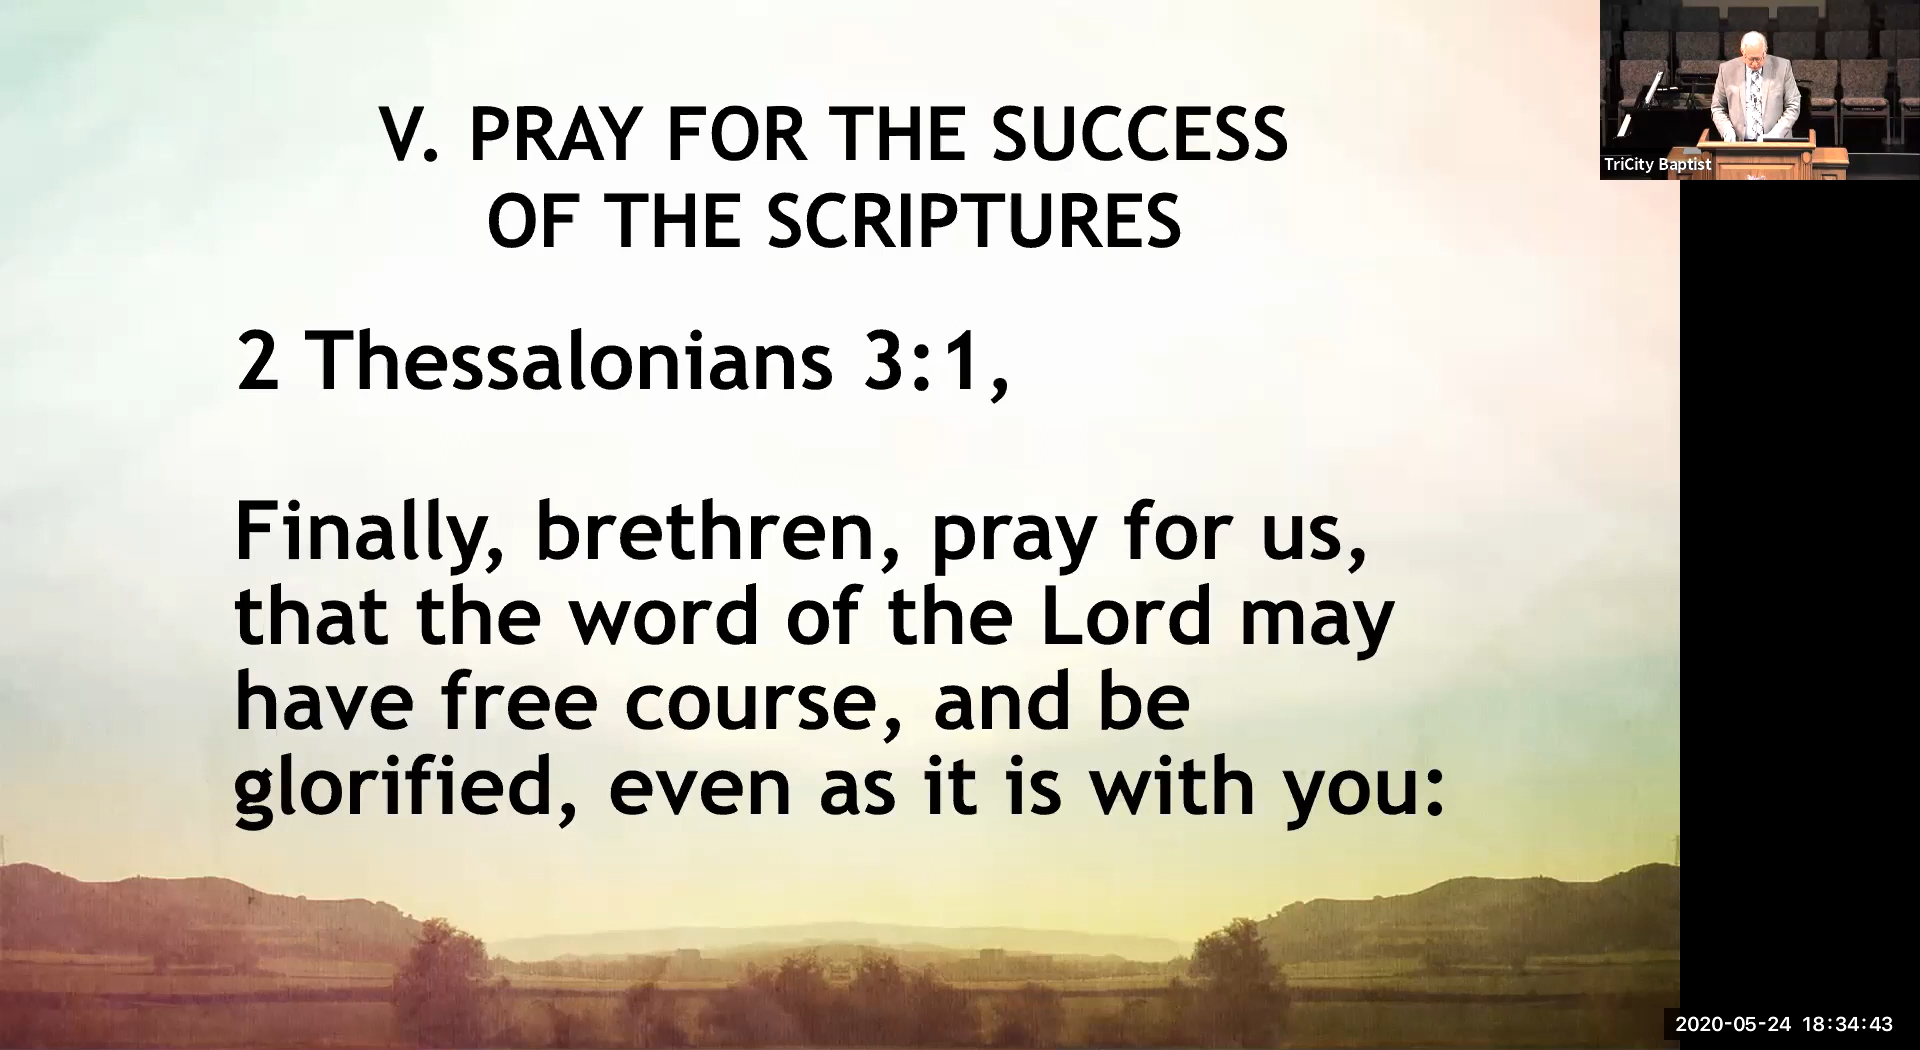 V. PRAY FOR THE SUCCESS
OF THE SCRIPTURES
2 Thessalonians 3:1,
Finally, brethren, pray for us,
that the word of the Lord may
have free course, and be
glorified, even as it is with you:
TriCity Baptist
2020-05-24 18:34:43